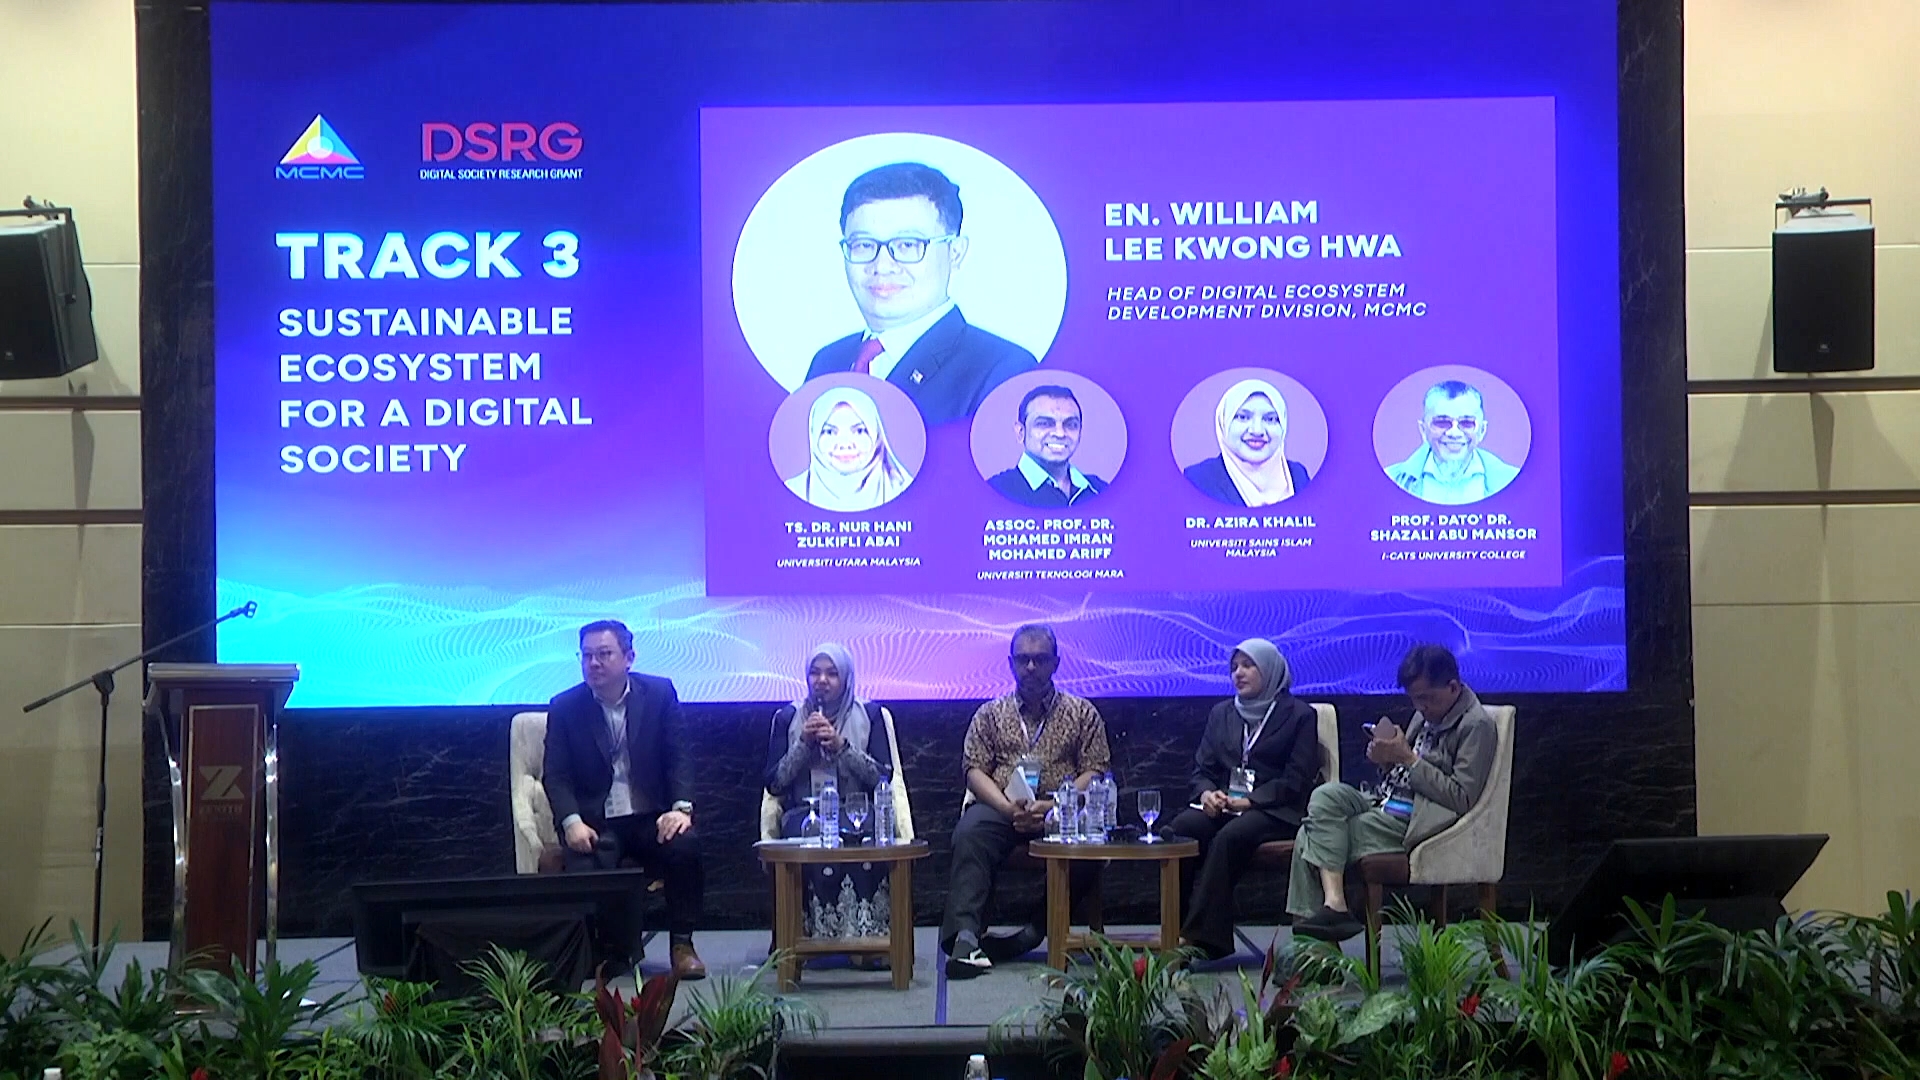 MCMC
DSRG
DIGITAL SOCIETY RESEARCH GRANT
TRACK 3
SUSTAINABLE
ECOSYSTEM
FOR A DIGITAL
SOCIETY
EN. WILLIAM
LEE KWONG HWA
HEAD OF DIGITAL ECOSYSTEM
DEVELOPMENT DIVISION, MCMC
TS. DR. NUR HANI
ZULKIFLI ABAI
UNIVERSITI UTARA MALAYSIA
ASSOC. PROF. DR.
MOHAMED IMRAN
MOHAMED ARIFF
UNIVERSITI TEKNOLOGI MARA
DR. AZIRA KHALIL
UNIVERSITI SAINS ISLAM
MALAYSIA
PROF. DATO' DR.
SHAZALI ABU MANSOR
I-CATS UNIVERSITY COLLEGE